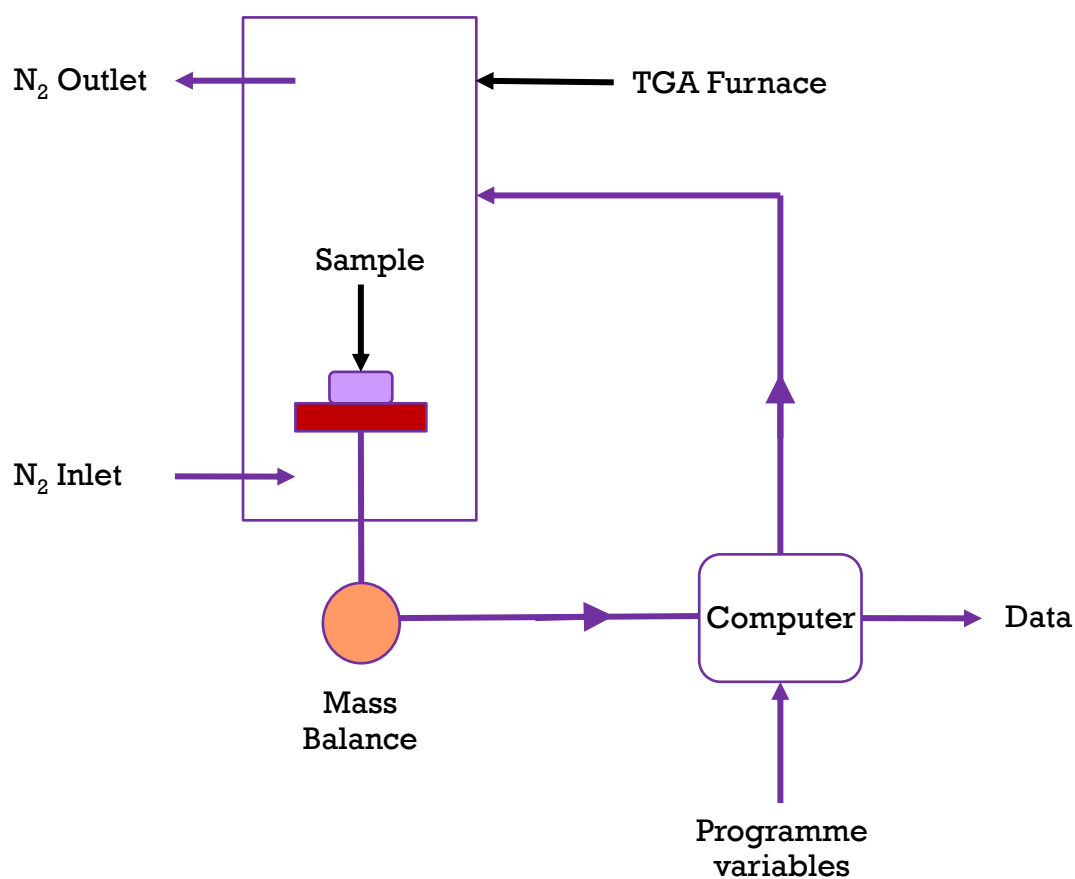 N₂ Outlet
TGA Furnace
Sample
N₂ Inlet
Computer
Data
Mass
Balance
Programme
variables